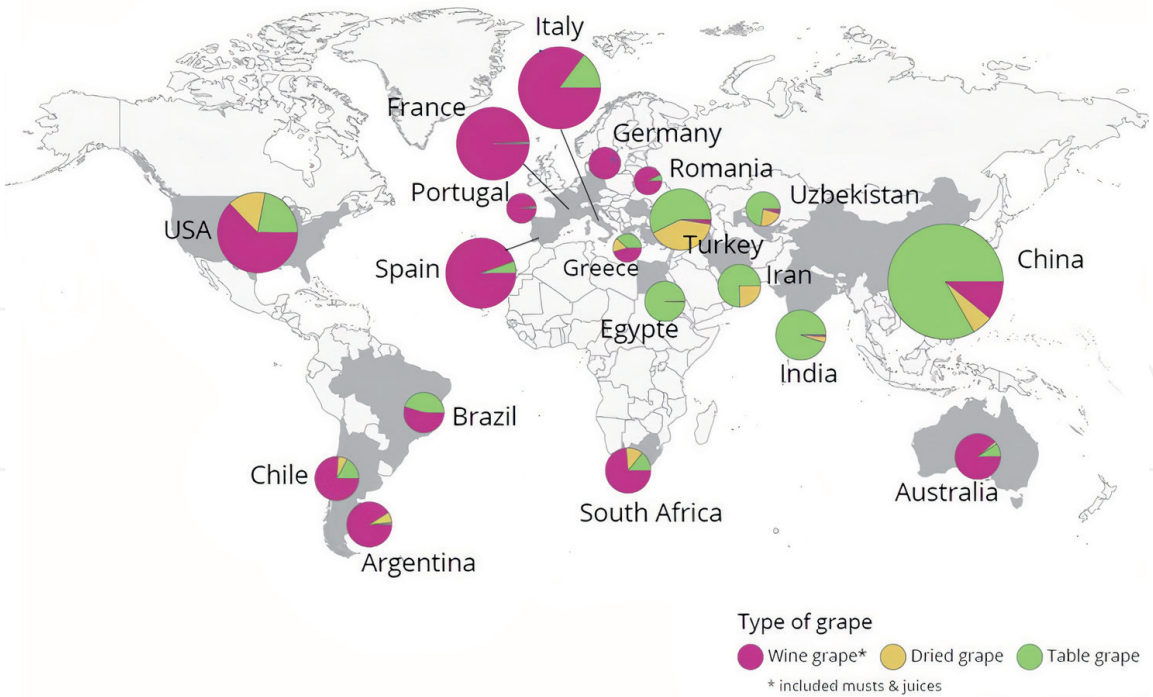 Italy
France
Germany
Romania
Portugal
Uzbekistan
USA
Turkey
China
Spain
Greece
Iran
Egypte
India
Brazil
Chile
Australia
South Africa
Argentina
Type of grape
Wine grape* Dried grape Table grape
* included musts & juices